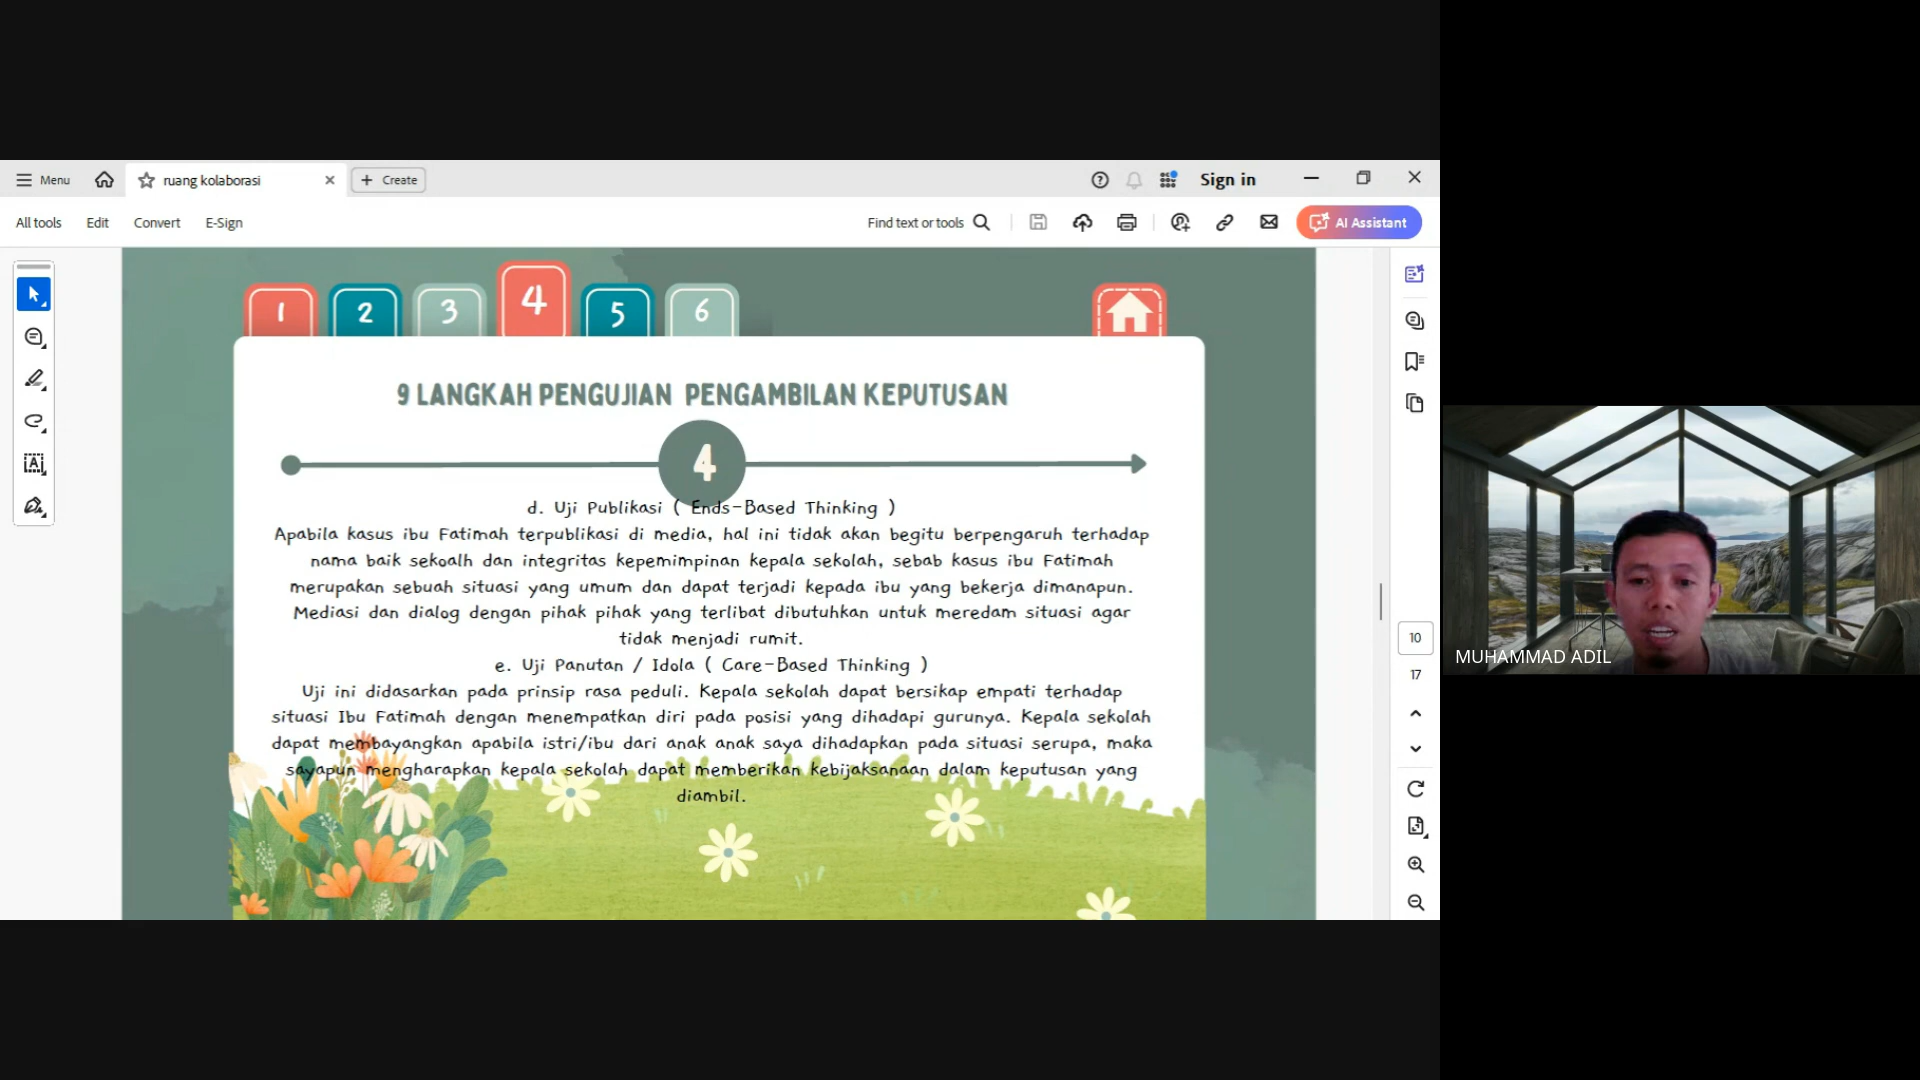 Menu
ruang kolaborasi
Create
Sign in
All tools
Edit
Convert
E-Sign
Find text or tools
AI Assistant
1
2
3
4
5
6
9 LANGKAH PENGUJIAN PENGAMBILAN KEPUTUSAN
4
d. Uji Publikasi ( Ends-Based Thinking )
Apabila kasus ibu Fatimah terpublikasi di media, hal ini tidak akan begitu berpengaruh terhadap
nama baik sekoalh dan integritas kepemimpinan kepala sekolah, sebab kasus ibu Fatimah
merupakan sebuah situasi yang umum dan dapat terjadi kepada ibu yang bekerja dimanapun.
Mediasi dan dialog dengan pihak pihak yang terlibat dibutuhkan untuk meredam situasi agar
tidak menjadi rumit.
e. Uji Panutan / Idola ( Care-Based Thinking )
Uji ini didasarkan pada prinsip rasa peduli. Kepala sekolah dapat bersikap empati terhadap
situasi Ibu Fatimah dengan menempatkan diri pada posisi yang dihadapi gurunya. Kepala sekolah
dapat membayangkan apabila istri/ibu dari anak anak saya dihadapkan pada situasi serupa, maka
sayapun mengharapkan kepala sekolah dapat memberikan kebijaksanaan dalam keputusan yang
diambil.
10
17
MUHAMMAD ADIL